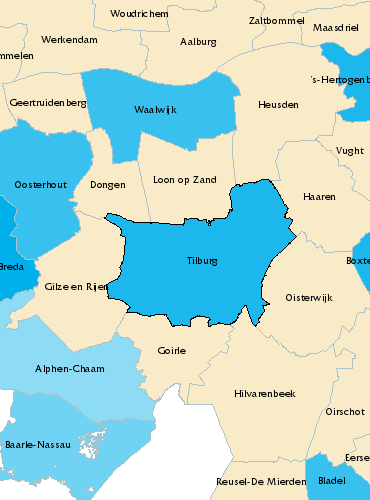 Woudrichem
Zaltbommel
Maasdriel
Werkendam
Aalburg
mmelen
's-Hertogenb
Geertruidenberg
Waalwijk
Heusden
Vught
Oosterhout
Dongen
Loon op Zand
Haaren
Breda
Tilburg
Boxte
Gilze en Rijen
Oisterwijk
Goirle
Alphen-Chaam
Hilvarenbeek
Oirschot
Baarle-Nassau
Eerse
Reusel-De Mierden
Bladel